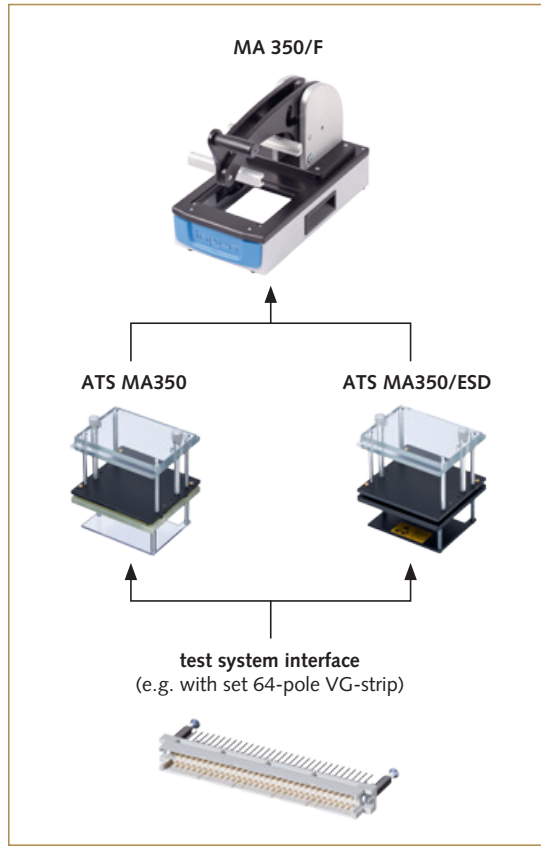 MA 350/F
ATS MA350
ATS MA350/ESD
test system interface
(e.g. with set 64-pole VG-strip)